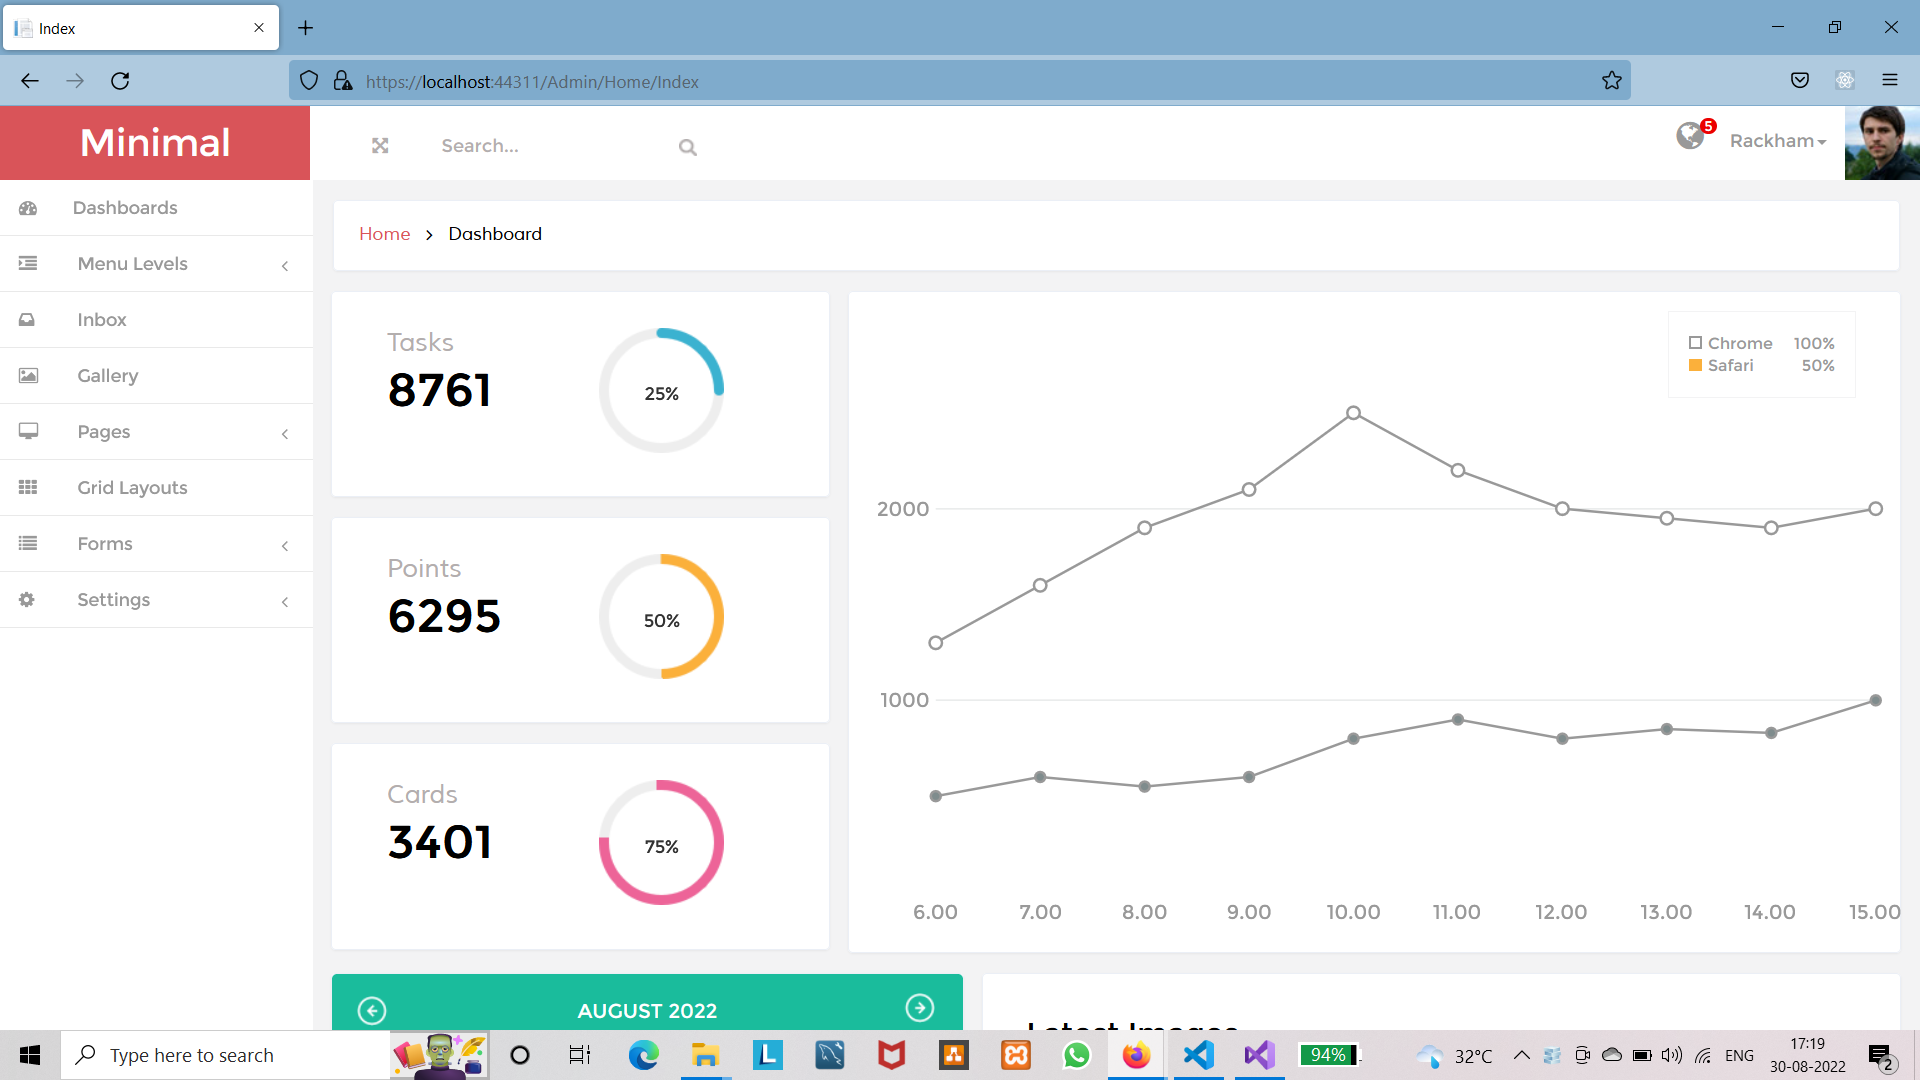 Index
https://localhost:44311/Admin/Home/Index
Minimal
Search...
5
Rackham
Dashboards
Menu Levels
Inbox
Gallery
Pages
Grid Layouts
Forms
Settings
Home
Dashboard
Tasks
8761
25%
Points
6295
50%
Cards
3401
75%
Chrome 100%
Safari 50%
2000
1000
6.00 7.00 8.00 9.00 10.00 11.00 12.00 13.00 14.00 15.00
AUGUST 2022
Latest Images
Type here to search
L
94%
32°C
ENG
17:19
30-08-2022
2